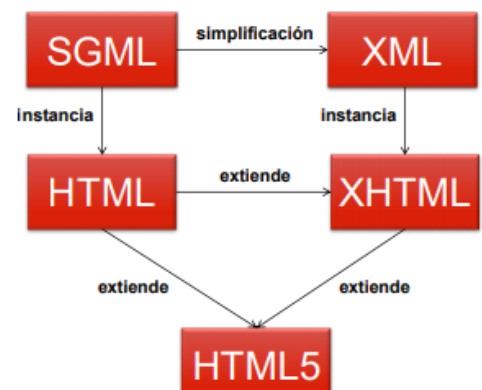 simplificación
SGML
XML
instancia
instancia
extiende
HTML
XHTML
extiende
extiende
HTML5